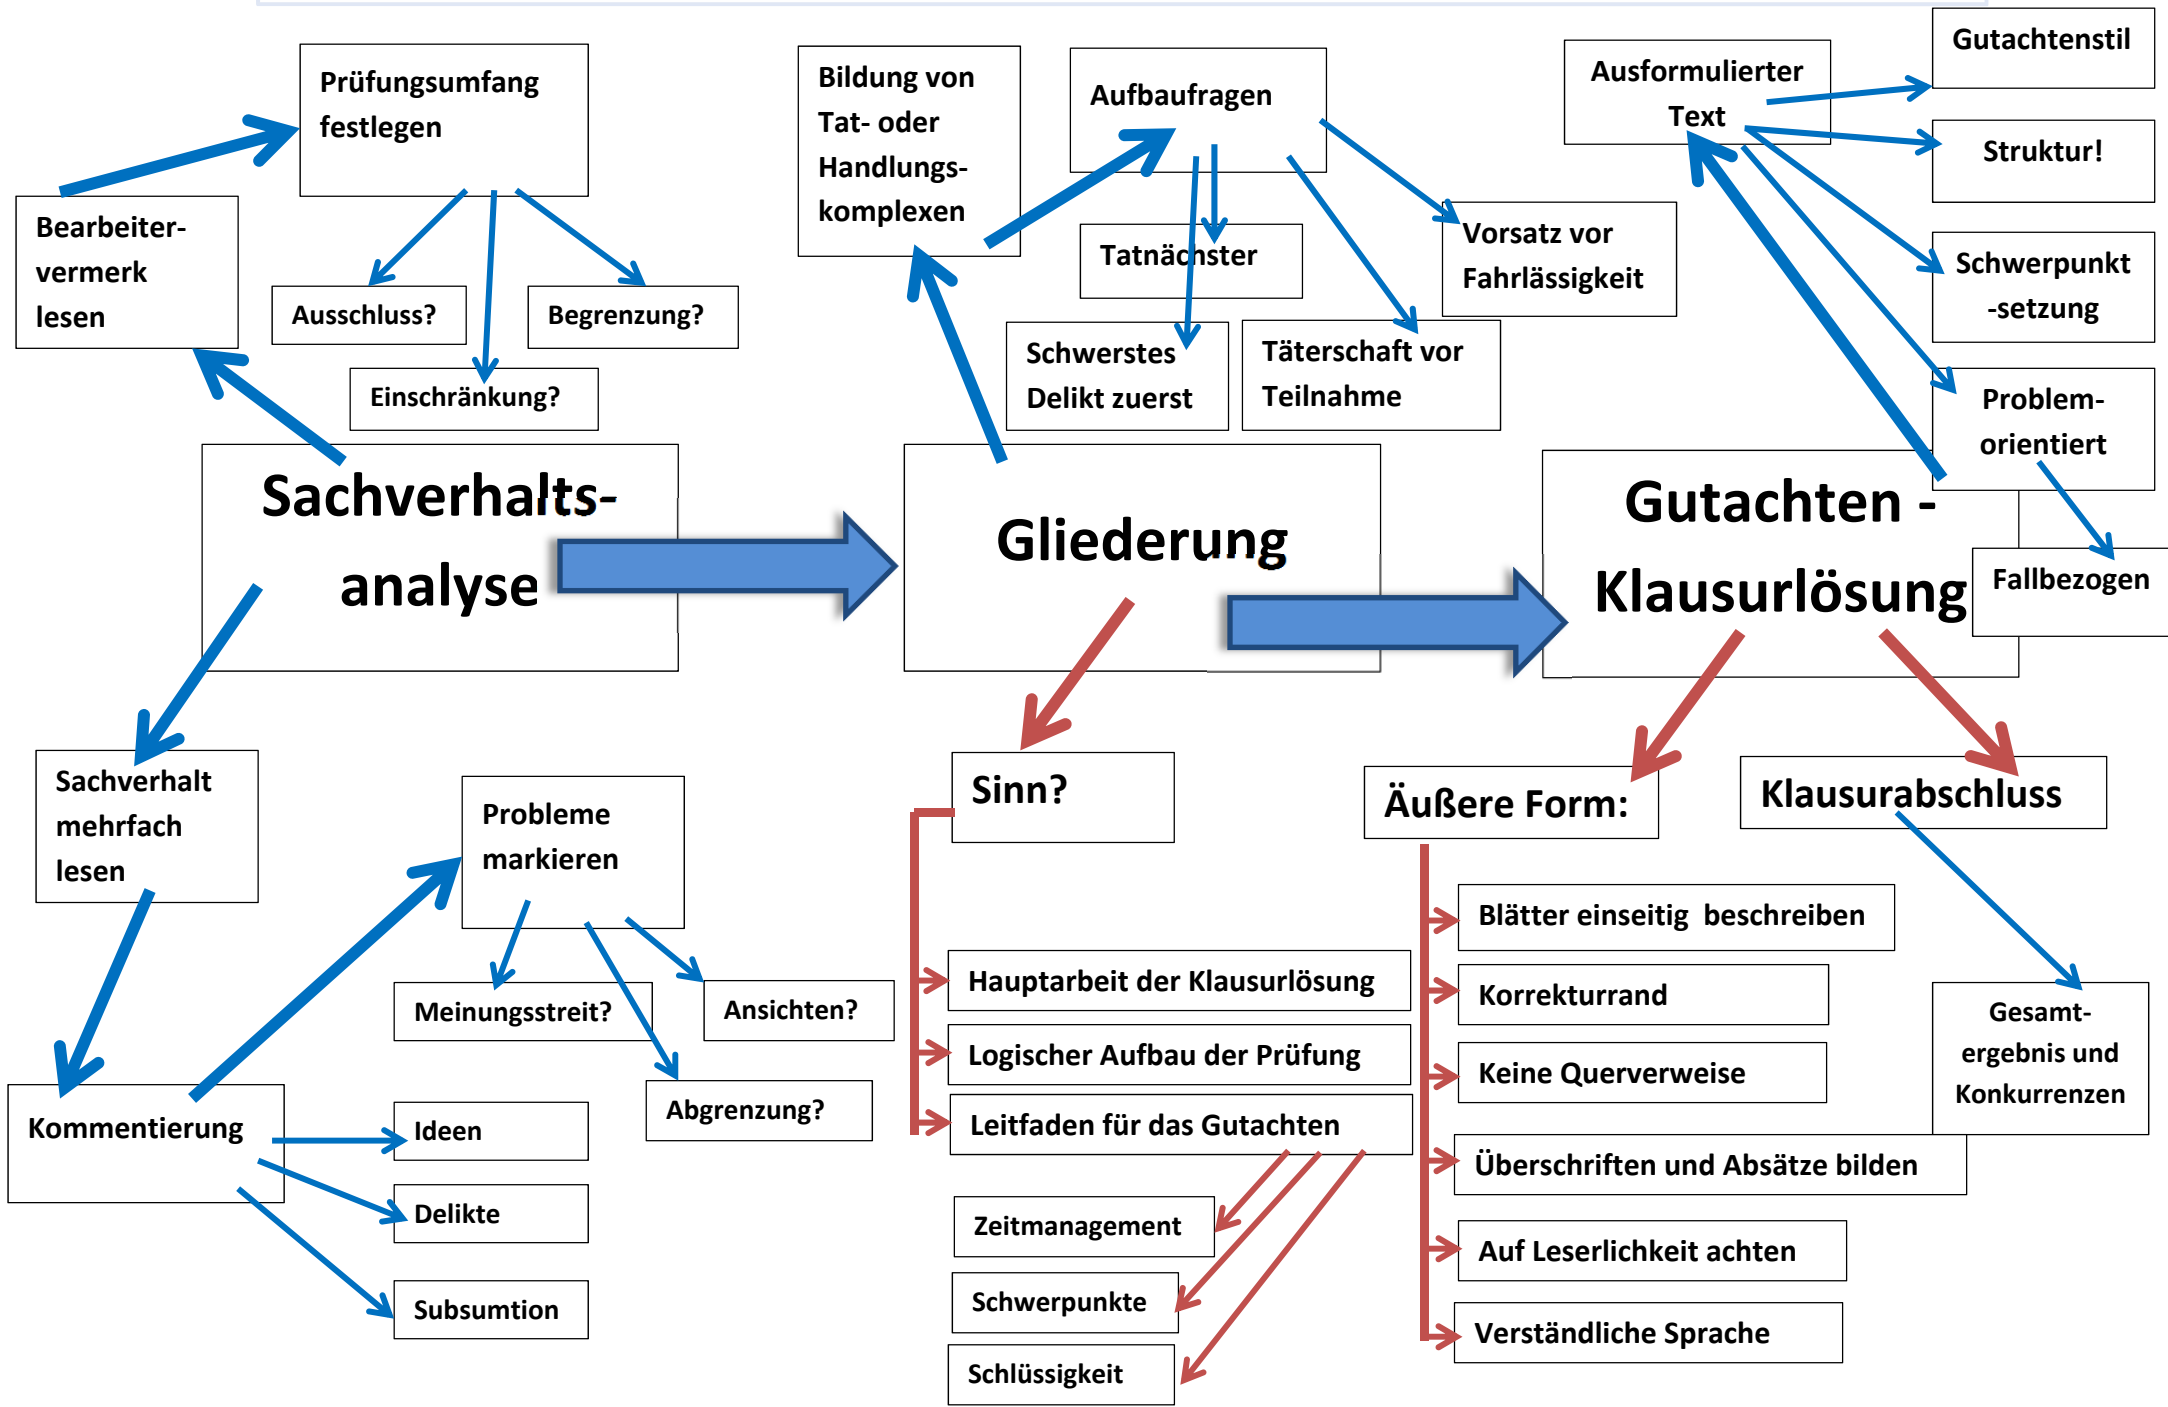 Prüfungsumfang
festlegen
Bearbeiter-
vermerk
lesen
Ausschluss?
Begrenzung?
Einschränkung?
Sachverhalts-
analyse
Sachverhalt
mehrfach
lesen
Probleme
markieren
Meinungsstreit?
Ansichten?
Abgrenzung?
Kommentierung
Ideen
Delikte
Subsumtion
Bildung von
Tat- oder
Handlungs-
komplexen
Aufbaufragen
Tatnächster
Vorsatz vor
Fahrlässigkeit
Schwerstes
Delikt zuerst
Täterschaft vor
Teilnahme
Gliederung
Sinn?
Hauptarbeit der Klausurlösung
Logischer Aufbau der Prüfung
Leitfaden für das Gutachten
Zeitmanagement
Schwerpunkte
Schlüssigkeit
Ausformulierter
Text
Gutachtenstil
Struktur!
Schwerpunkt
-setzung
Problem-
orientiert
Fallbezogen
Gutachten -
Klausurlösung
Äußere Form:
Blätter einseitig  beschreiben
Korrekturrand
Keine Querverweise
Überschriften und Absätze bilden
Auf Leserlichkeit achten
Verständliche Sprache
Klausurabschluss
Gesamt-
ergebnis und
Konkurrenzen